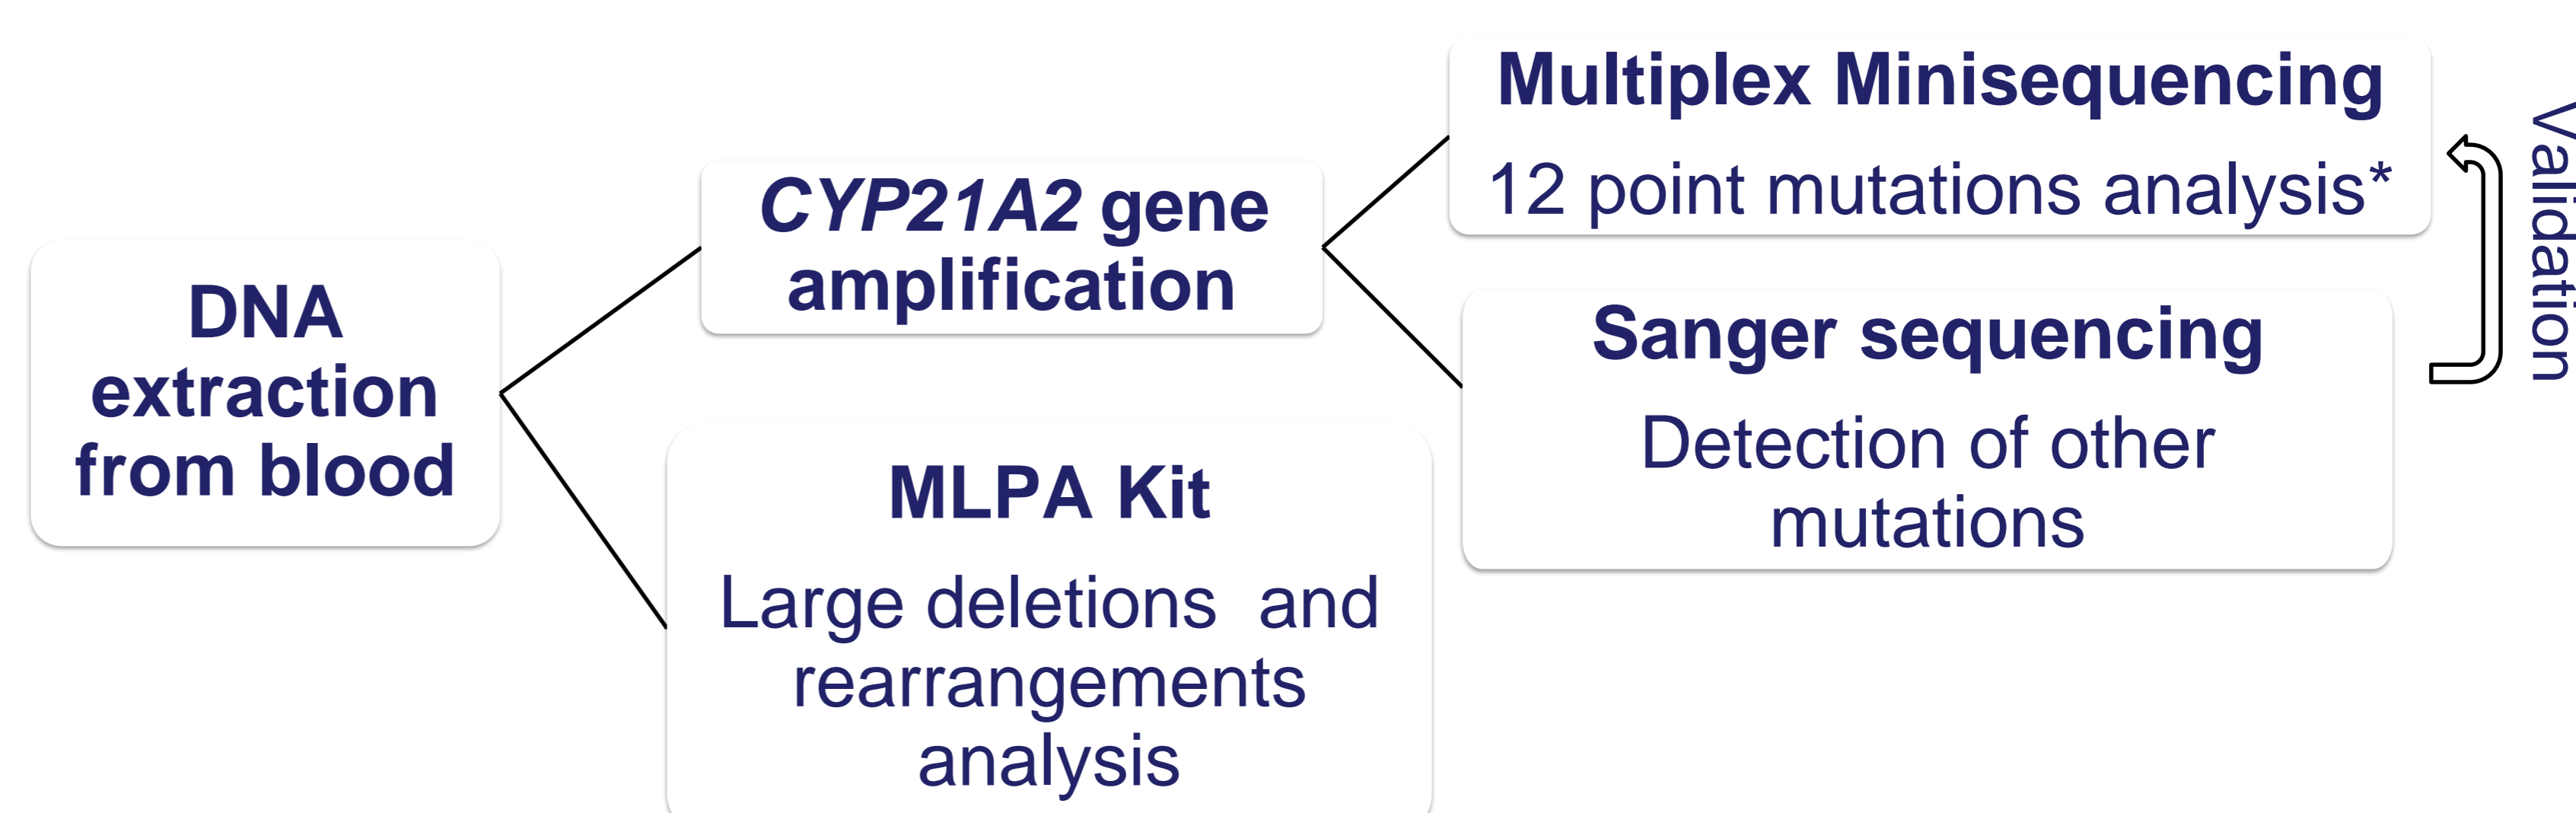 DNA
extraction
from blood
CYP21A2 gene
amplification
MLPA Kit
Large deletions  and
rearrangements
analysis
Multiplex Minisequencing
12 point mutations analysis*
Sanger sequencing
Detection of other
mutations
Validation